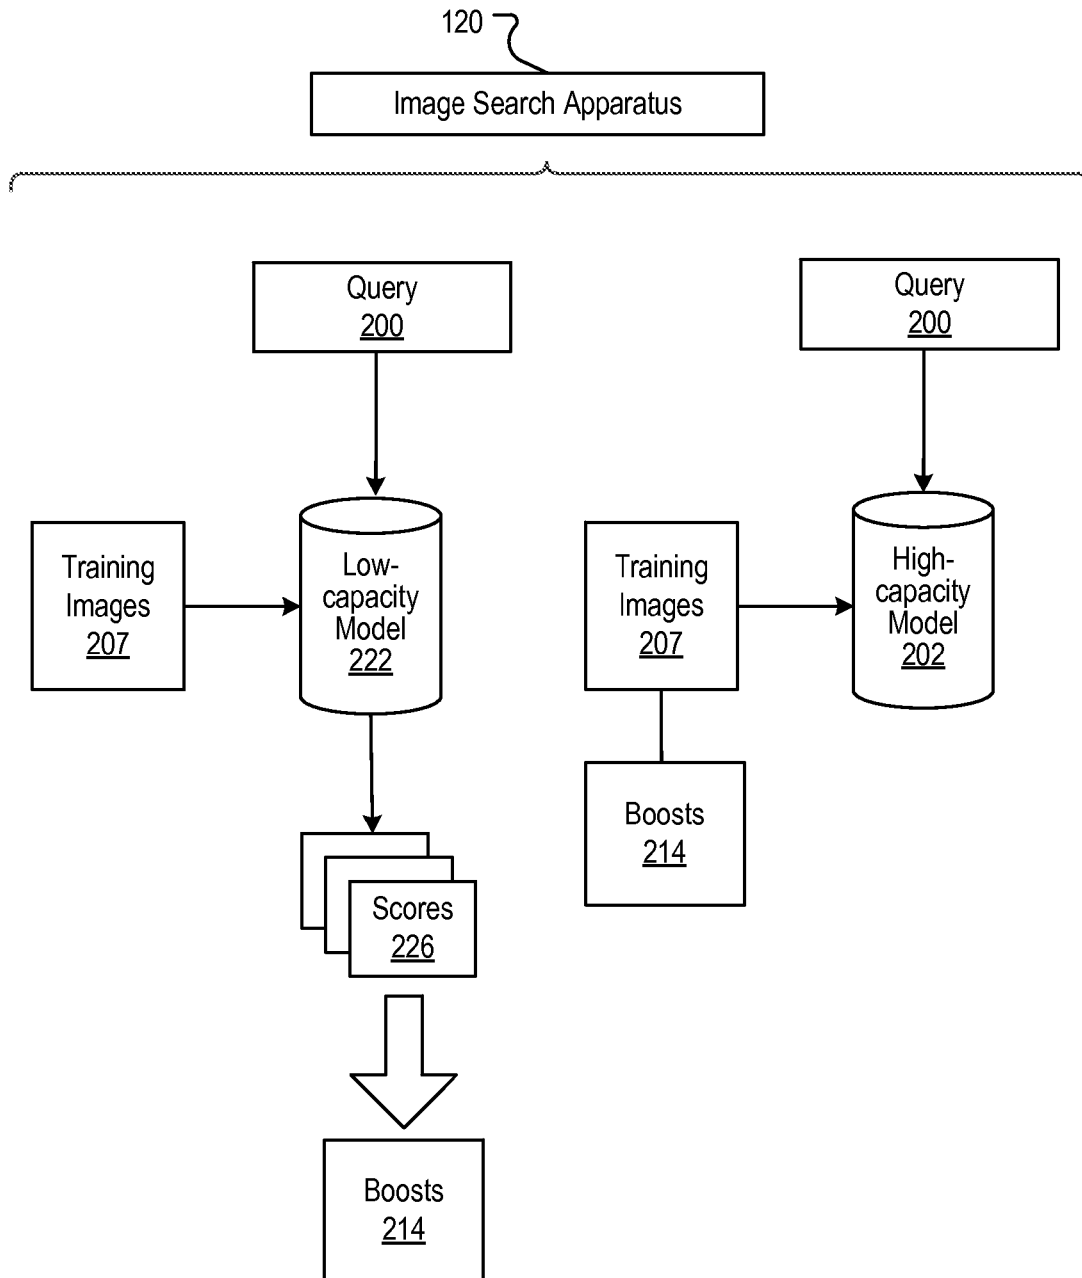 120
Image Search Apparatus
Query
200
Query
200
Training
Images
207
Low-
capacity
Model
222
Training
Images
207
High-
capacity
Model
202
Scores
226
Boosts
214
Boosts
214